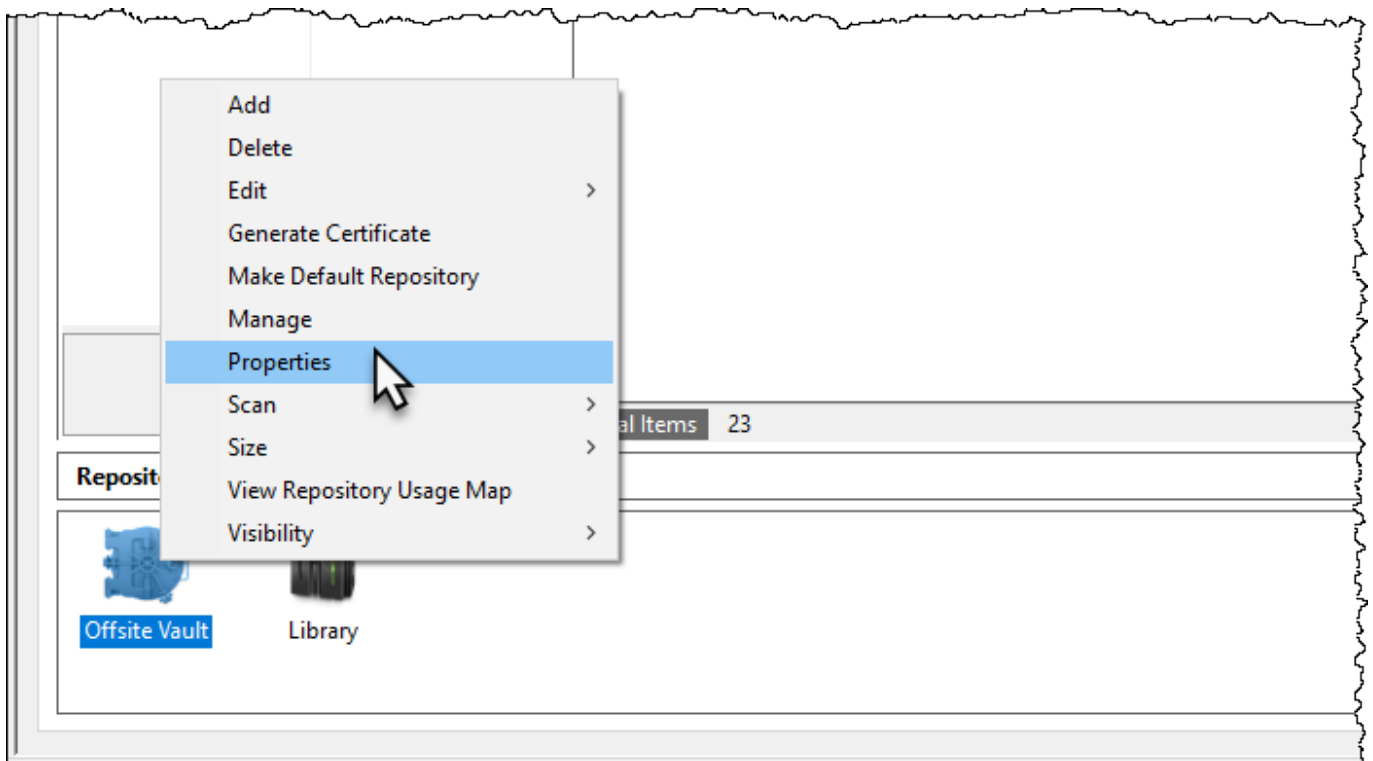 Add
Delete
Edit
Generate Certificate
Make Default Repository
Manage
Properties
Scan
Size
View Repository Usage Map
Visibility
al Items 23
Reposit
Offsite Vault
Library